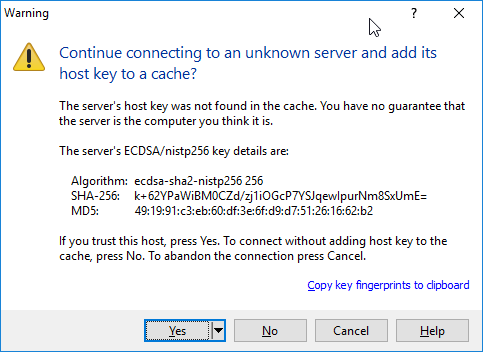 Warning
?
Continue connecting to an unknown server and add its
host key to a cache?
The server's host key was not found in the cache. You have no guarantee that
the server is the computer you think it is.
The server's ECDSA/nistp256 key details are:
Algorithm: ecdsa-sha2-nistp256 256
SHA-256: k+62YPaWiBM0CZd/zj1iOGcP7YSJqewIpurNm8SxUmE=
MD5: 49:19:91:c3:eb:60:df:3e:6f:d9:d7:51:26:16:62:b2
If you trust this host, press Yes. To connect without adding host key to the
cache, press No. To abandon the connection press Cancel.
Copy key fingerprints to clipboard
Yes
No
Cancel
Help